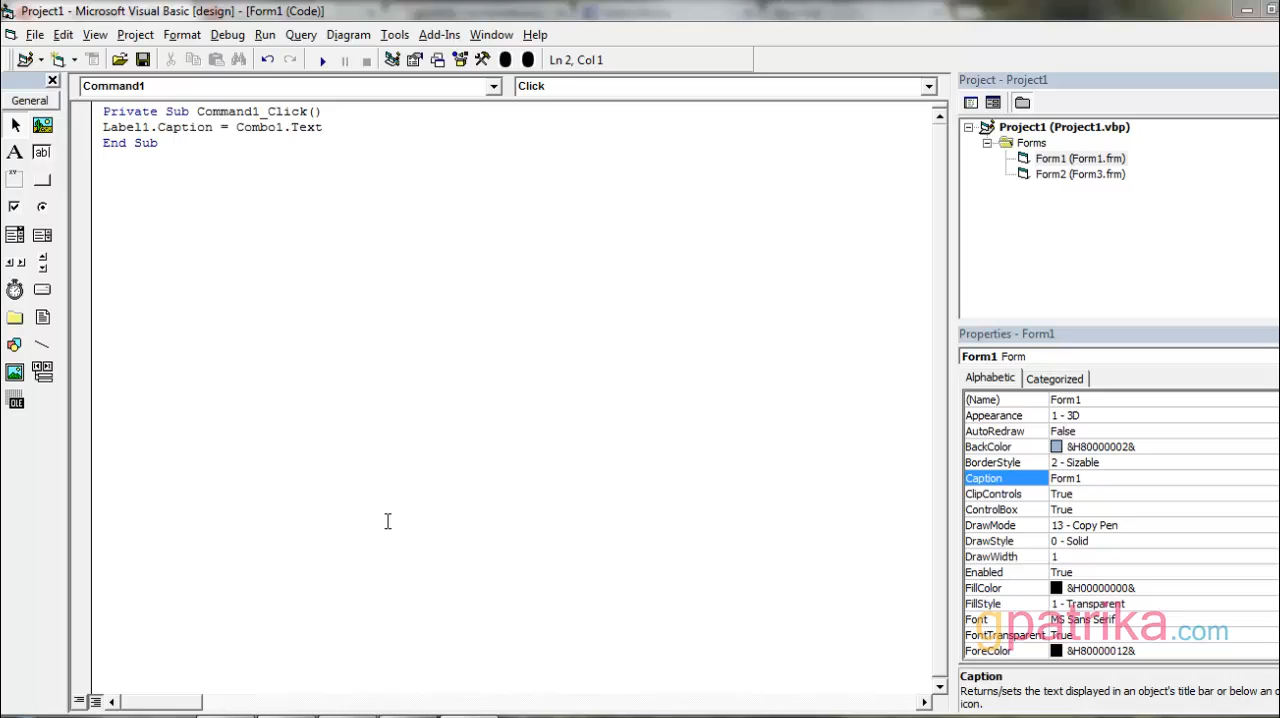 Project1 - Microsoft Visual Basic [design] - [Form1 (Code)]
File Edit View Project Format Debug Run Query Diagram Tools Add-Ins Window Help
Ln 2, Col 1
General
Command1
Click
Private Sub Command1_Click()
Label1.Caption = Combo1.Text
End Sub
Project - Project1
Project1 (Project1.vbp)
Forms
Form1 (Form1.frm)
Form2 (Form3.frm)
Properties - Form1
Form1 Form
Alphabetic Categorized
(Name) Form1
Appearance 1 - 3D
AutoRedraw False
BackColor &H80000002&
BorderStyle 2 - Sizable
Caption Form1
ClipControls True
ControlBox True
DrawMode 13 - Copy Pen
DrawStyle 0 - Solid
DrawWidth 1
Enabled True
FillColor &H00000000&
FillStyle 1 - Transparent
Font MS Sans Serif
FontTransparent True
ForeColor &H80000012&
gpatrika.com
Caption
Returns/sets the text displayed in an object's title bar or below an o
icon.
A
ab
xy
OLE